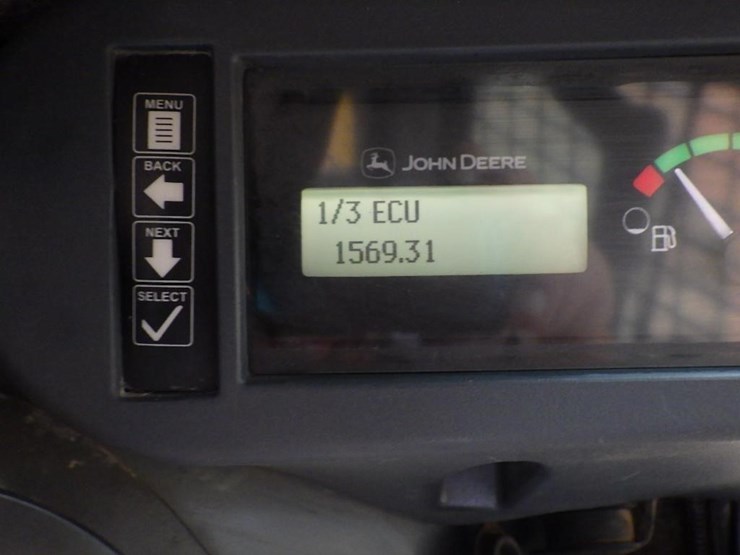 MENU
BACK
NEXT
SELECT
JOHN DEERE
1/3 ECU
1569.31